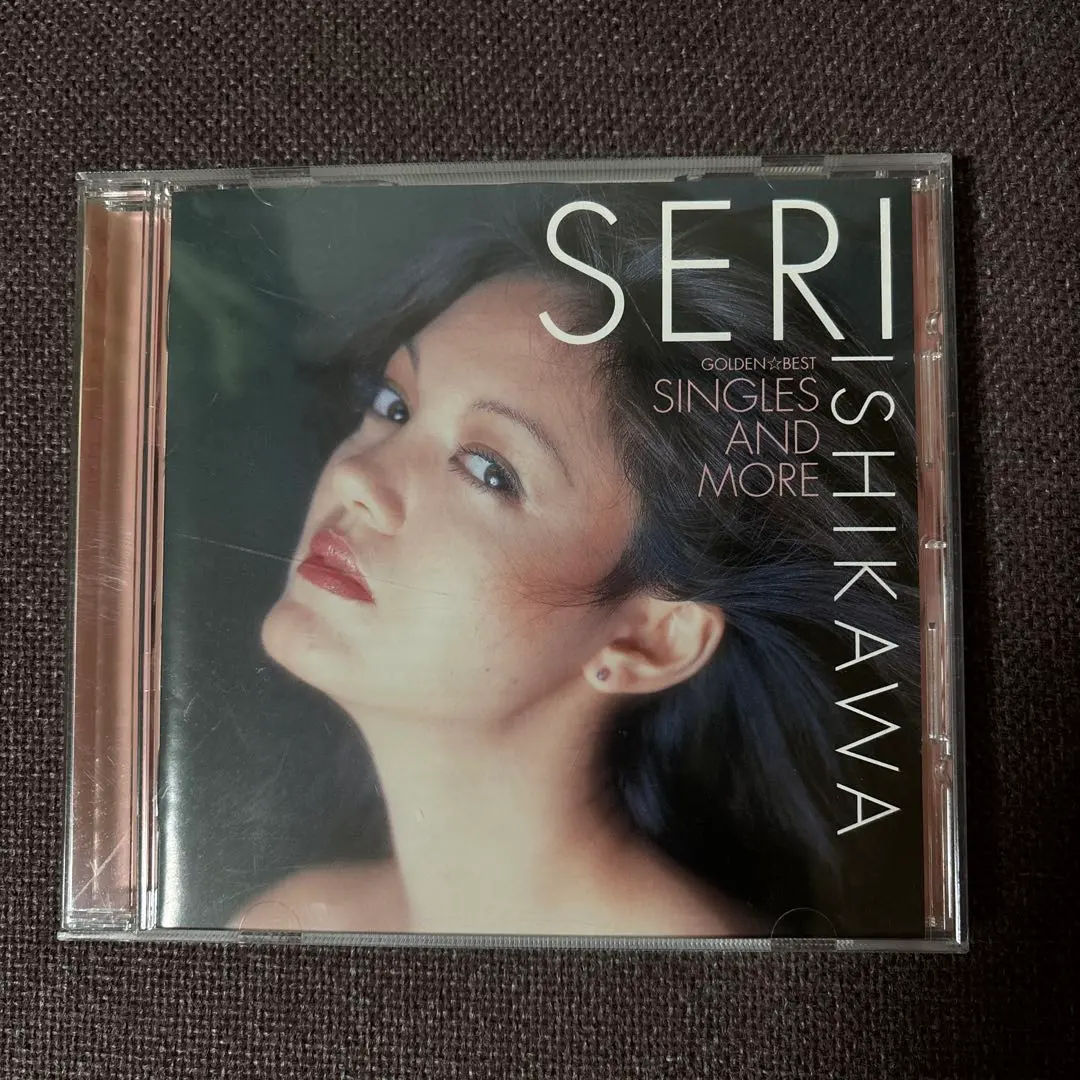 SERI
ISHIKAWA
GOLDEN☆BEST
SINGLES
AND
MORE